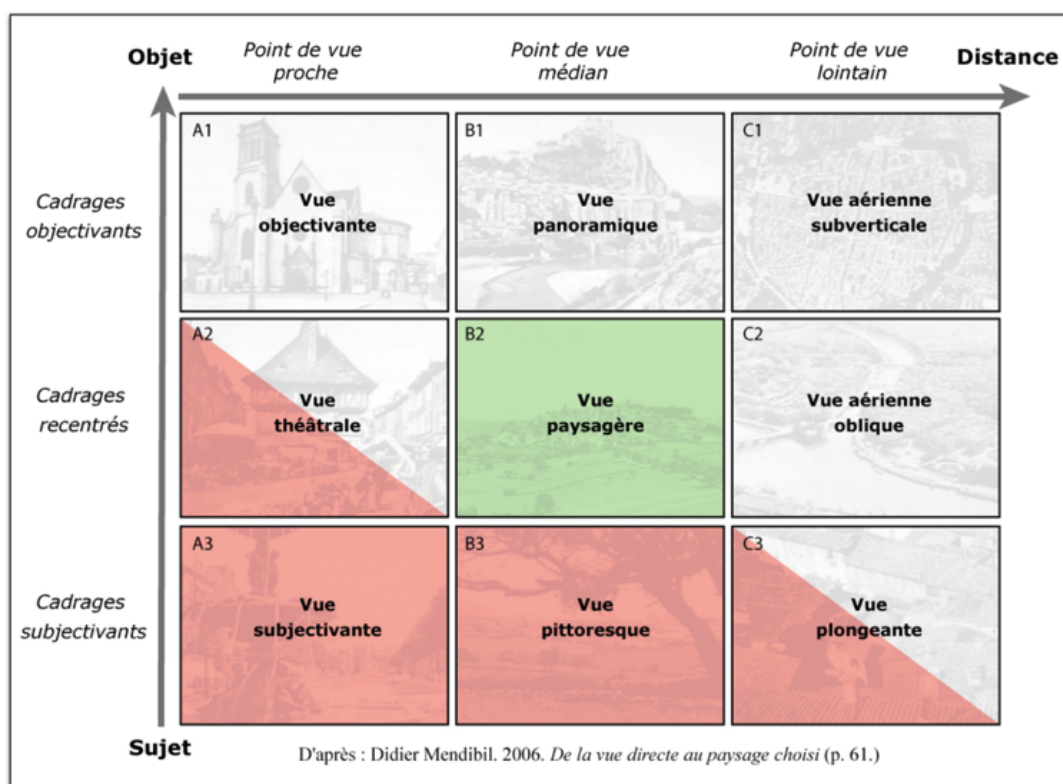 Objet
Point de vue
proche
Point de vue
médian
Point de vue
lointain
Distance
Cadrages
objectivants
A1
Vue
objectivante
B1
Vue
panoramique
C1
Vue aérienne
subverticale
Cadrages
recentrés
A2
Vue
théâtrale
B2
Vue
paysagère
C2
Vue aérienne
oblique
Cadrages
subjectivants
A3
Vue
subjectivante
B3
Vue
pittoresque
C3
Vue
plongeante
Sujet
D'après : Didier Mendibil. 2006. De la vue directe au paysage choisi (p. 61.)